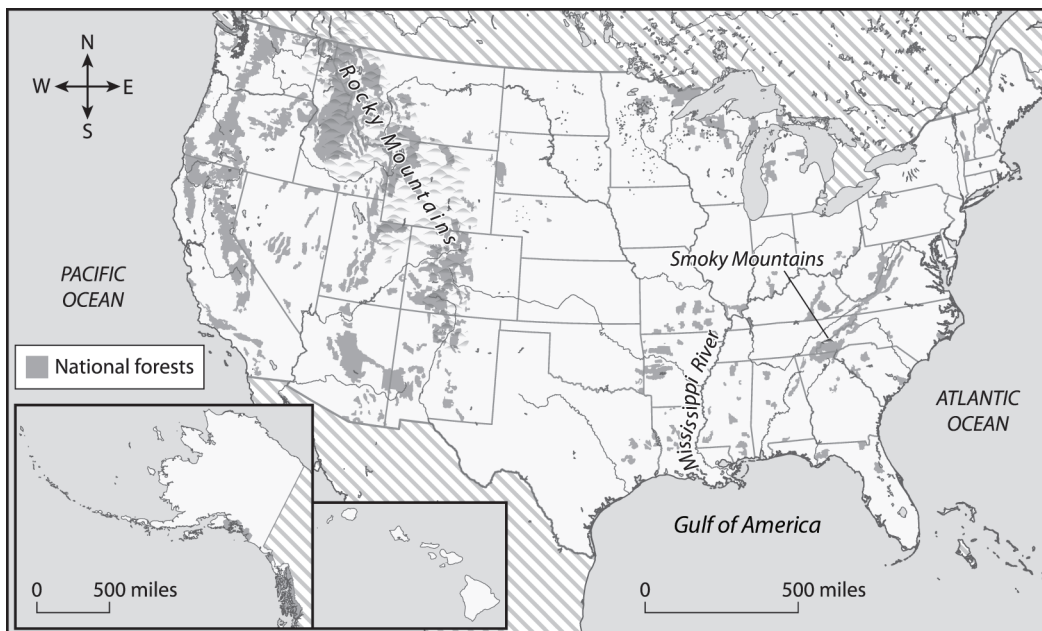 N
W E
S
Rocky Mountains
Smoky Mountains
PACIFIC
OCEAN
National forests
Mississippi River
ATLANTIC
OCEAN
Gulf of America
0 500 miles
0 500 miles